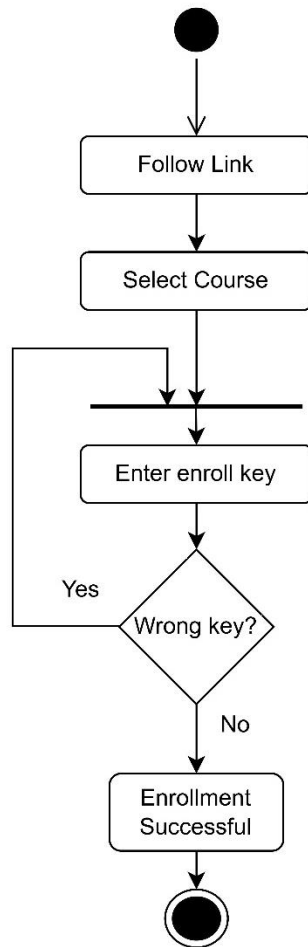 Follow Link
Select Course
Enter enroll key
Yes
Wrong key?
No
Enrollment
Successful